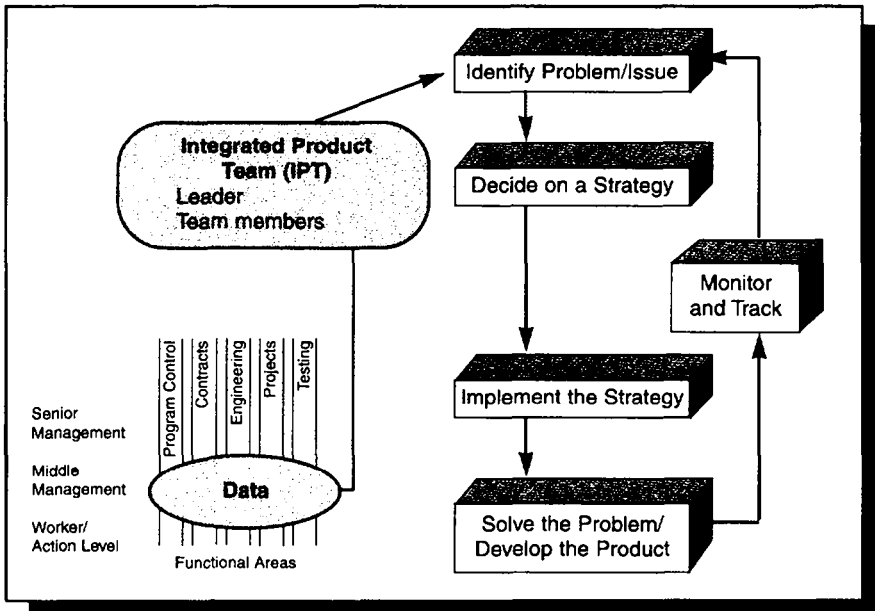 Identify Problem/Issue
Integrated Product
Team (IPT)
Leader
Team members
Decide on a Strategy
Monitor
and Track
Program Control
Contracts
Engineering
Projects
Testing
Implement the Strategy
Senior
Management
Middle
Management
Data
Worker/
Action Level
Functional Areas
Solve the Problem/
Develop the Product